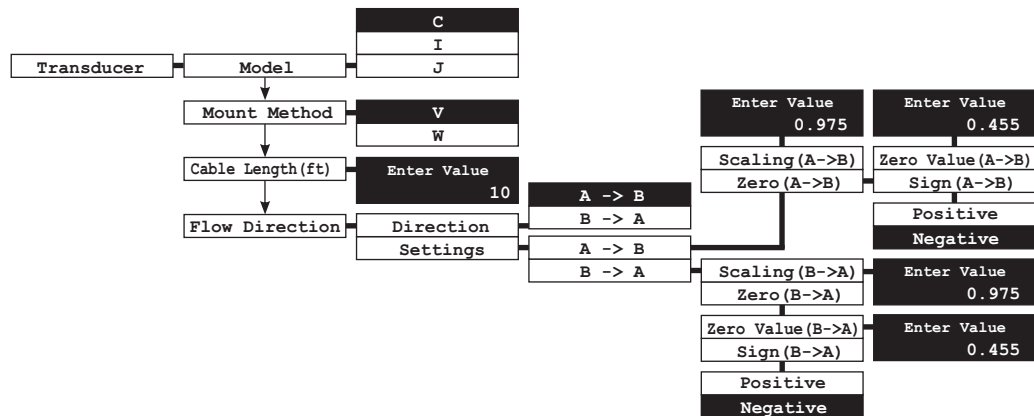 C
I
Transducer
Model
J
Mount Method
V
W
Enter Value
0.975
Enter Value
0.455
Cable Length(ft)
Enter Value
10
Scaling(A->B)
Zero(A->B)
Zero Value(A->B)
Sign(A->B)
Positive
Negative
Flow Direction
Direction
Settings
A -> B
B -> A
A -> B
B -> A
Scaling(B->A)
Zero(B->A)
Enter Value
0.975
Zero Value(B->A)
Sign(B->A)
Enter Value
0.455
Positive
Negative